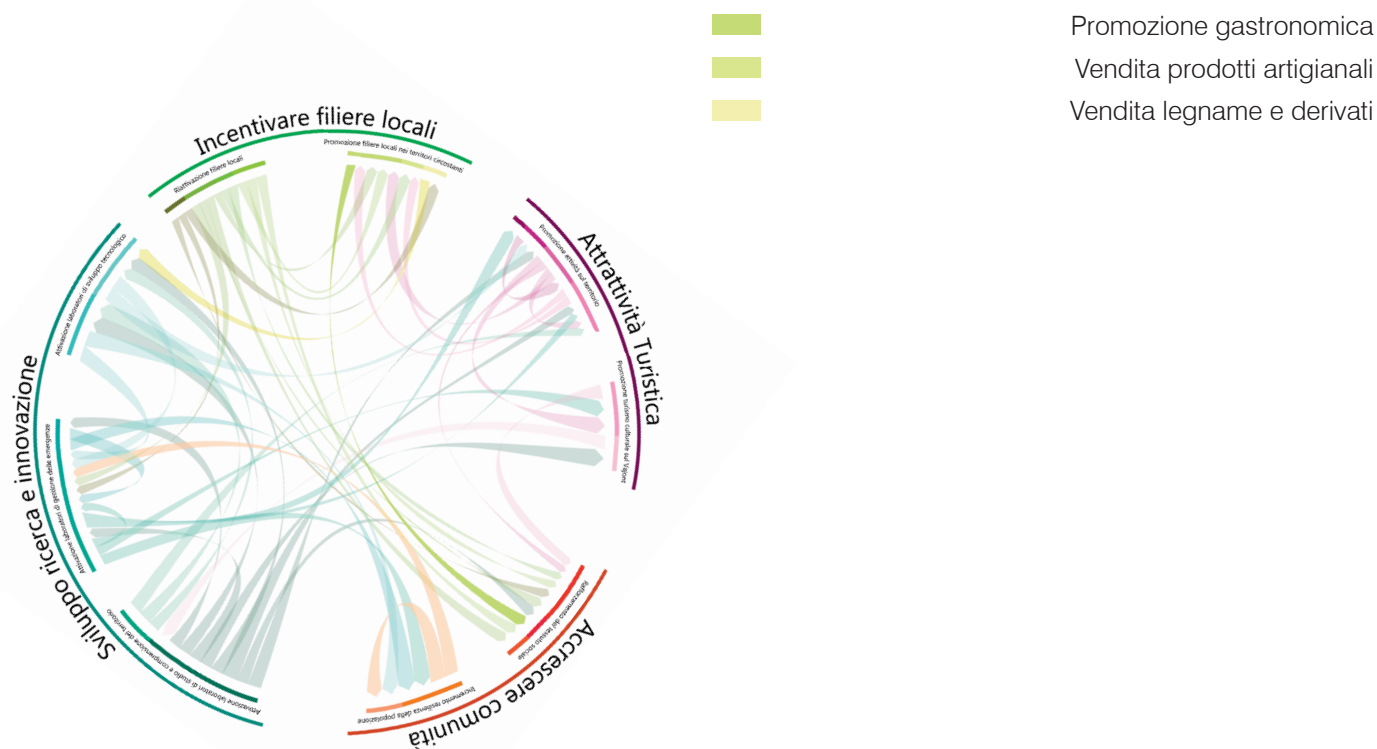 Promozione gastronomica
Vendita prodotti artigianali
Vendita legname e derivati
Incentivare filiere locali
Riattivazione filiere locali
Promozione filiere locali nei territori circostanti
Attrattività Turistica
Promozione attività sul territorio
Promozione turismo culturale sul Vajont
Accrescere comunità
Rafforzamento del tessuto sociale
Incremento resilienza della popolazione
Sviluppo ricerca e innovazione
Attivazione laboratori di sviluppo tecnologico
Attivazione laboratori di gestione delle emergenze
Attivazione laboratori di studio e comprensione del territorio